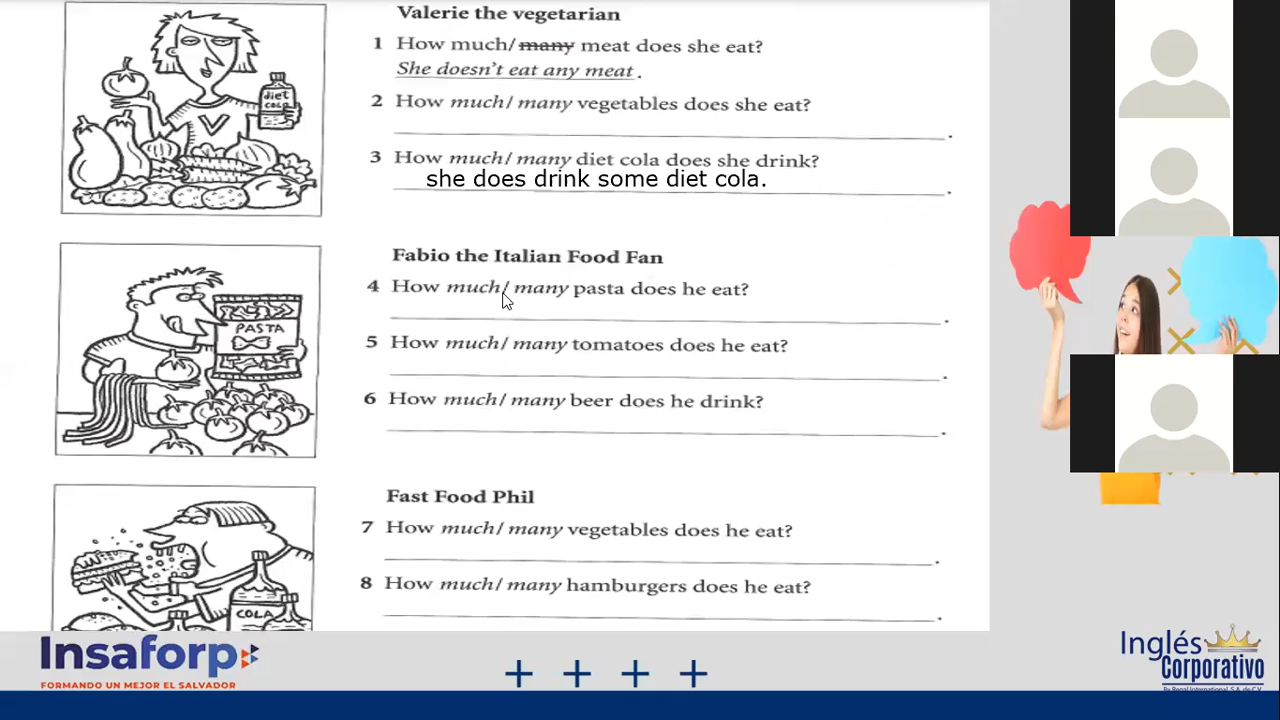 Valerie the vegetarian
1 How much/ many meat does she eat?
She doesn't eat any meat .
2 How much/ many vegetables does she eat?
.
3 How much/ many diet cola does she drink?
she does drink some diet cola.
.
diet cola
V
Fabio the Italian Food Fan
4 How much/ many pasta does he eat?
.
5 How much/ many tomatoes does he eat?
.
6 How much/ many beer does he drink?
.
PASTA
Fast Food Phil
7 How much/ many vegetables does he eat?
.
8 How much/ many hamburgers does he eat?
.
COLA
Insaforp
FORMANDO UN MEJOR EL SALVADOR
Inglés
Corporativo
By Regal International, S.A. de C.V.